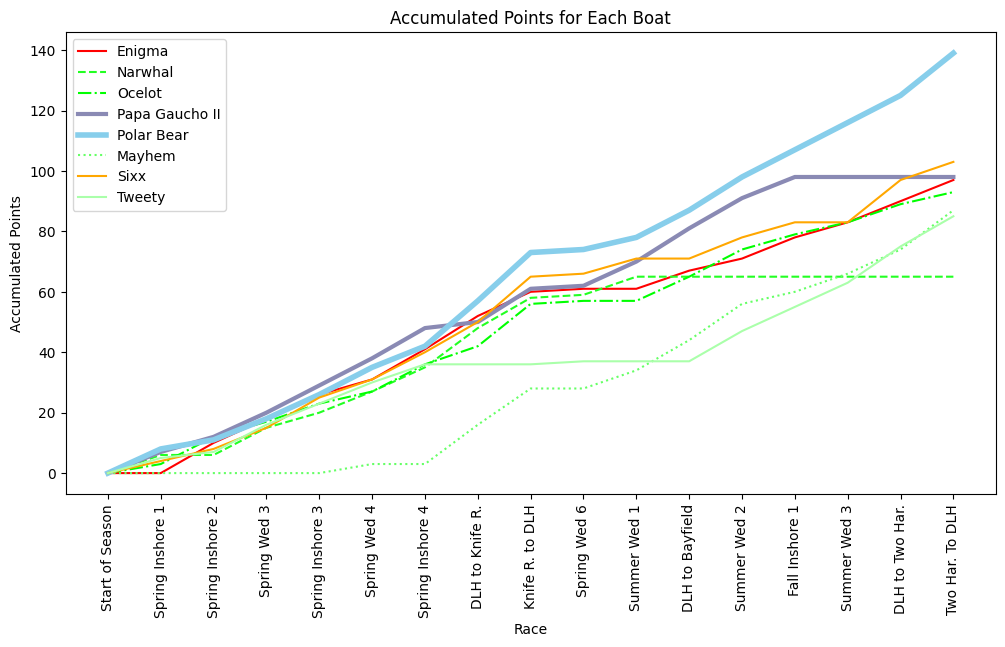 Accumulated Points for Each Boat
Enigma
Narwhal
Ocelot
Papa Gaucho II
Polar Bear
Mayhem
Sixx
Tweety
Accumulated Points
140
120
100
80
60
40
20
0
Start of Season
Spring Inshore 1
Spring Inshore 2
Spring Wed 3
Spring Inshore 3
Spring Wed 4
Spring Inshore 4
DLH to Knife R.
Knife R. to DLH
Spring Wed 6
Summer Wed 1
DLH to Bayfield
Summer Wed 2
Fall Inshore 1
Summer Wed 3
DLH to Two Har.
Two Har. To DLH
Race